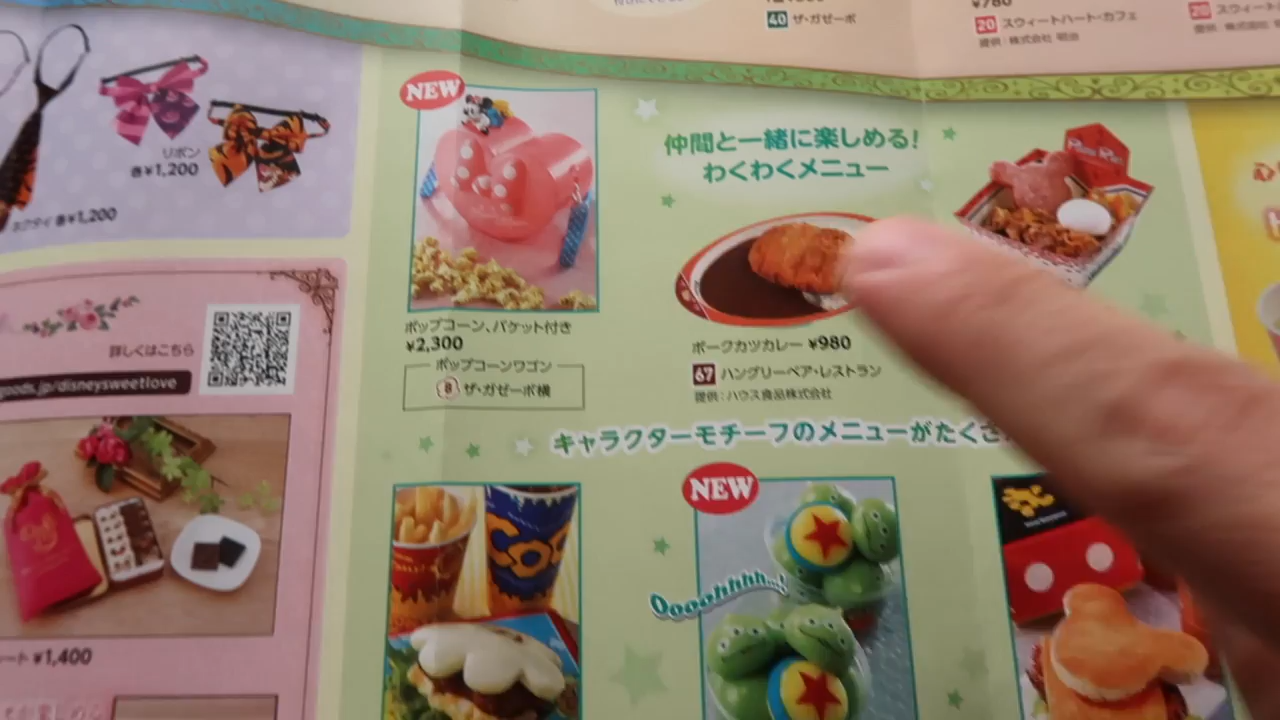 ¥780
40 ザ・ガゼーボ
20 スウィートハート・カフェ
提供：株式会社 明治
20
リボン
各¥1,200
ネクタイ 各¥1,200
NEW
仲間と一緒に楽しめる！
わくわくメニュー
ポップコーン、バケット付き
¥2,300
ポップコーンワゴン
8 ザ・ガゼーボ横
ポークカツカレー ¥980
67 ハングリーベア・レストラン
提供：ハウス食品株式会社
詳しくはこちら
goods.jp/disneysweetlove
キャラクターモチーフのメニューがたくさ
NEW
Oooohhhh...!
Coo
ート ¥1,400